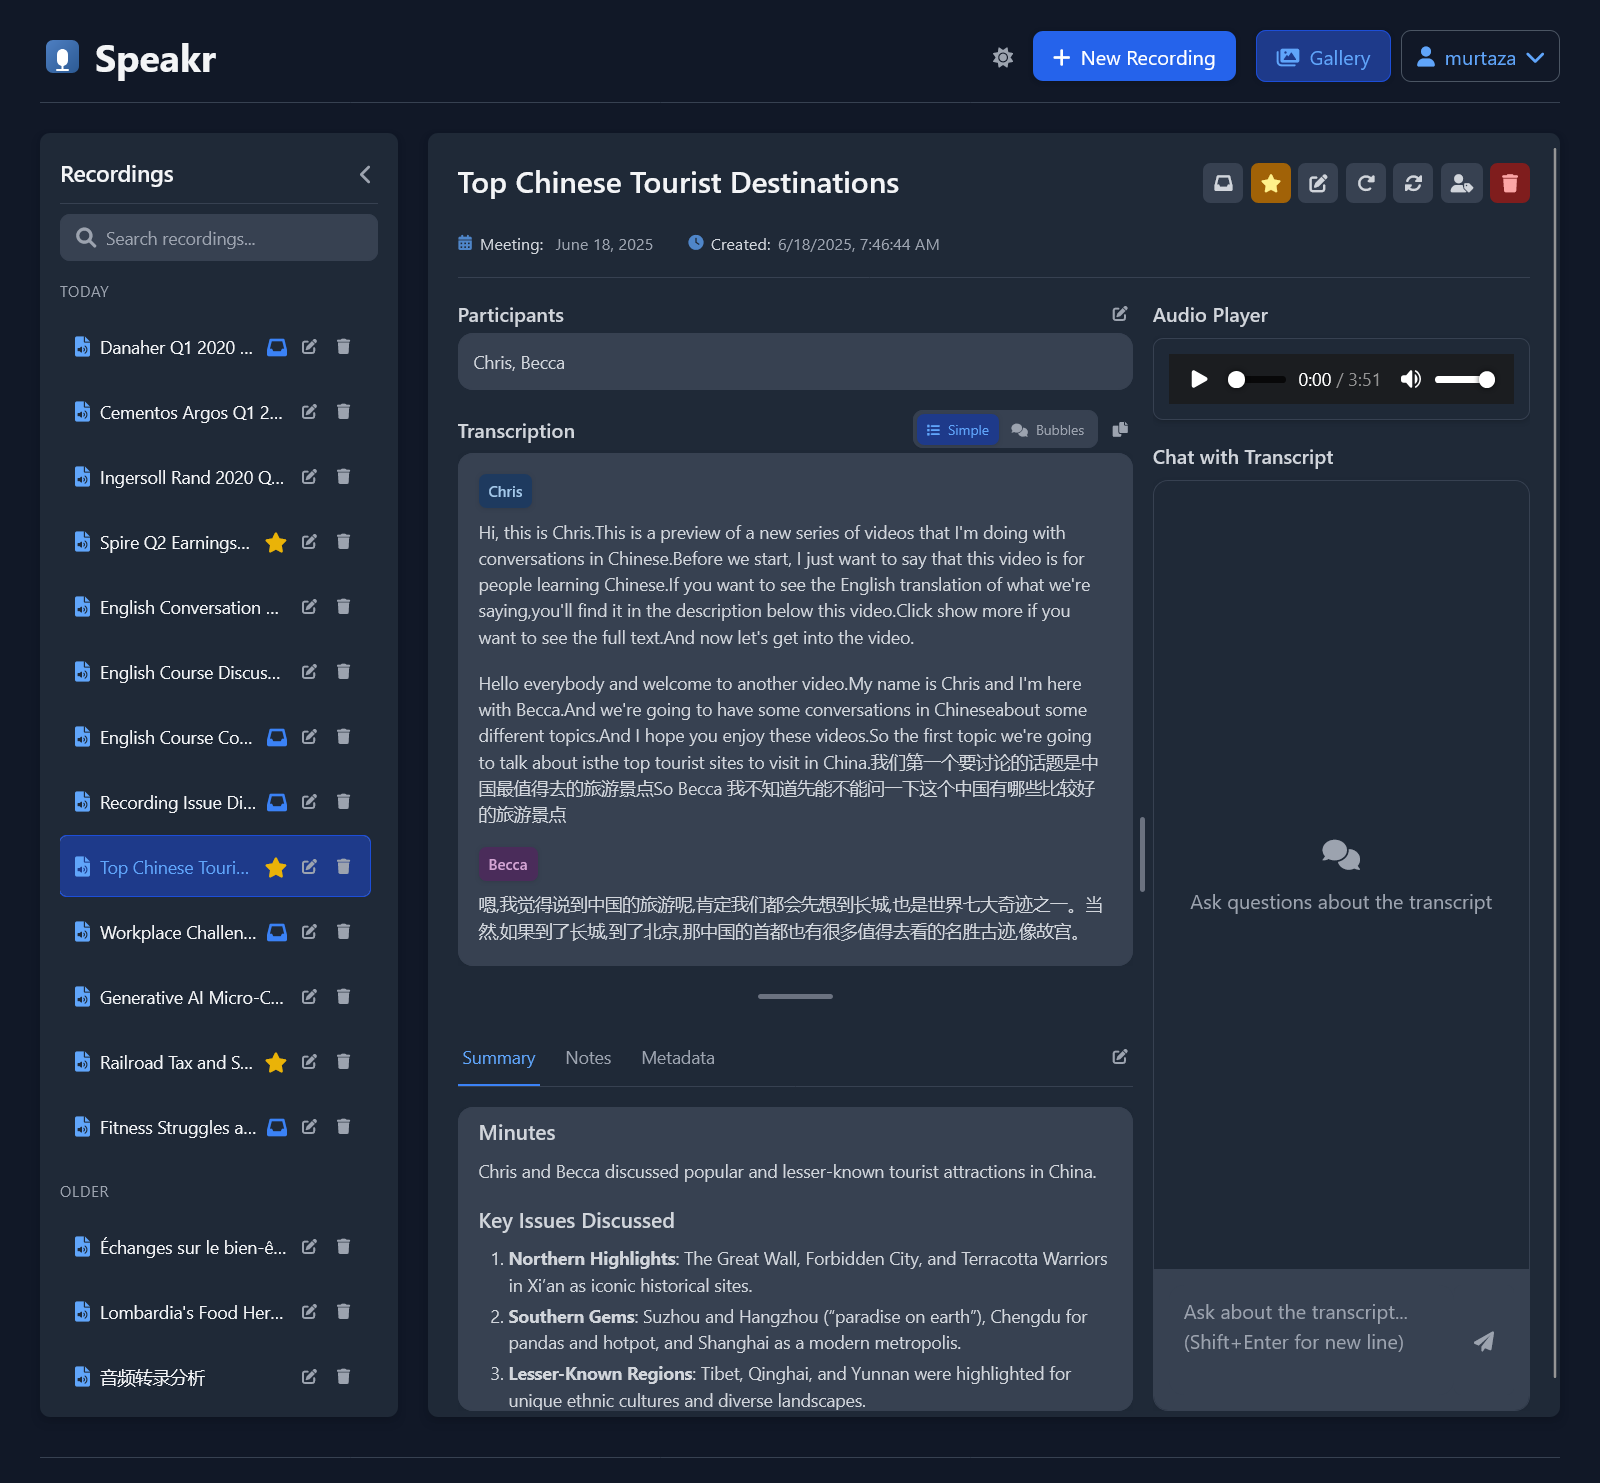 Speakr
New Recording
Gallery
murtaza
Recordings
Search recordings...
TODAY
Danaher Q1 2020 ...
Cementos Argos Q1 2...
Ingersoll Rand 2020 Q...
Spire Q2 Earnings...
English Conversation ...
English Course Discus...
English Course Co...
Recording Issue Di...
Top Chinese Touri...
Workplace Challen...
Generative AI Micro-C...
Railroad Tax and S...
Fitness Struggles a...
OLDER
Échanges sur le bien-ê...
Lombardia's Food Her...
音频转录分析
Top Chinese Tourist Destinations
Meeting: June 18, 2025 Created: 6/18/2025, 7:46:44 AM
Participants
Chris, Becca
Transcription
Simple Bubbles
Chris
Hi, this is Chris.This is a preview of a new series of videos that I'm doing with
conversations in Chinese.Before we start, I just want to say that this video is for
people learning Chinese.If you want to see the English translation of what we're
saying,you'll find it in the description below this video.Click show more if you
want to see the full text.And now let's get into the video.
Hello everybody and welcome to another video.My name is Chris and I'm here
with Becca.And we're going to have some conversations in Chineseabout some
different topics.And I hope you enjoy these videos.So the first topic we're going
to talk about isthe top tourist sites to visit in China.我们第一个要讨论的话题是中
国最值得去的旅游景点So Becca 我不知道先能不能问一下这个中国有哪些比较好
的旅游景点
Becca
嗯,我觉得说到中国的旅游呢,肯定我们都会先想到长城,也是世界七大奇迹之一。当
然,如果到了长城,到了北京,那中国的首都也有很多值得去看的名胜古迹,像故宫。
Summary Notes Metadata
Minutes
Chris and Becca discussed popular and lesser-known tourist attractions in China.
Key Issues Discussed
1. Northern Highlights: The Great Wall, Forbidden City, and Terracotta Warriors
in Xi’an as iconic historical sites.
2. Southern Gems: Suzhou and Hangzhou (“paradise on earth”), Chengdu for
pandas and hotpot, and Shanghai as a modern metropolis.
3. Lesser-Known Regions: Tibet, Qinghai, and Yunnan were highlighted for
unique ethnic cultures and diverse landscapes.
Audio Player
0:00 / 3:51
Chat with Transcript
Ask questions about the transcript
Ask about the transcript...
(Shift+Enter for new line)